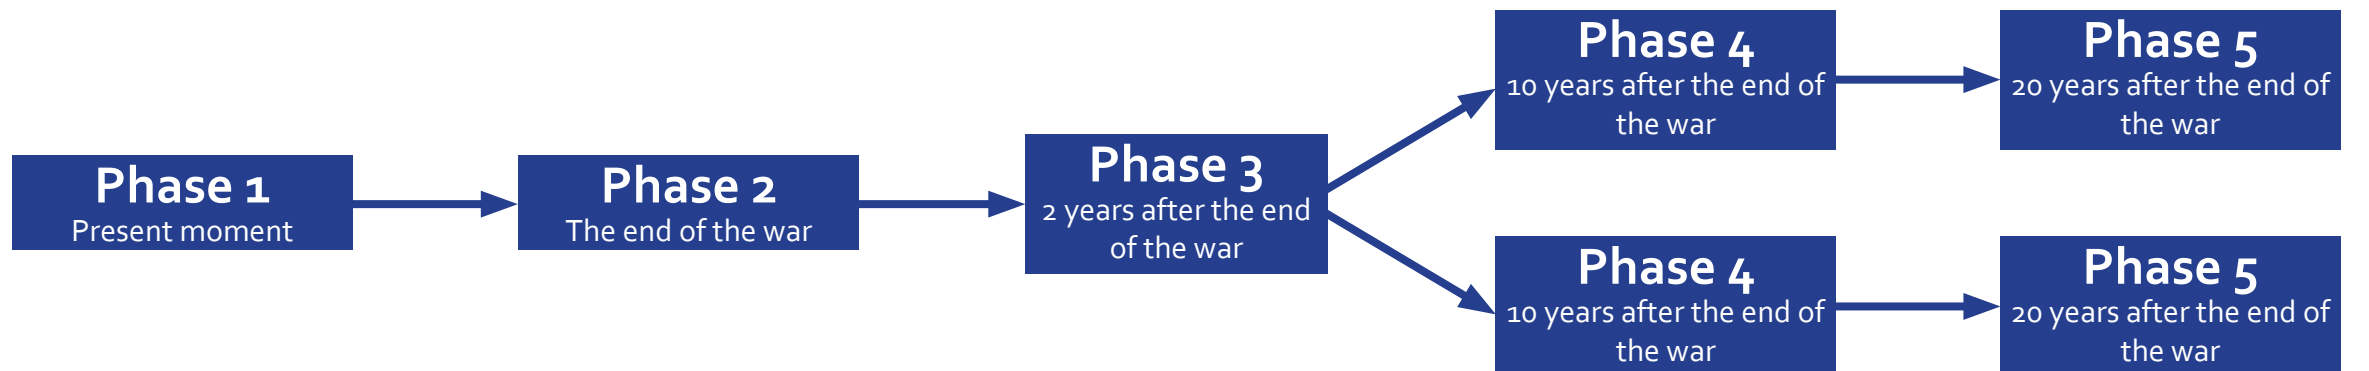 Phase 1
Present moment
Phase 2
The end of the war
Phase 3
2 years after the end
of the war
Phase 4
10 years after the end of
the war
Phase 5
20 years after the end of
the war
Phase 4
10 years after the end of
the war
Phase 5
20 years after the end of
the war